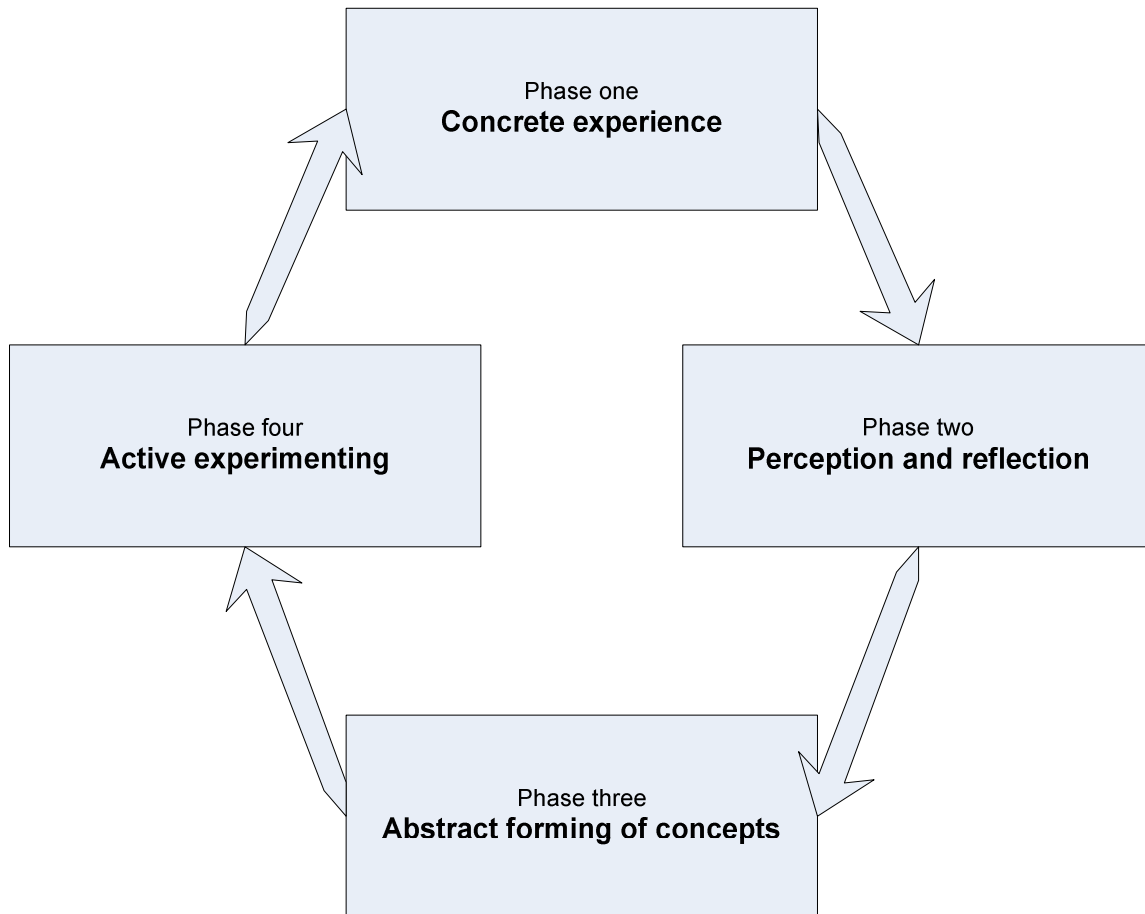 Phase one
Concrete experience
Phase two
Perception and reflection
Phase three
Abstract forming of concepts
Phase four
Active experimenting